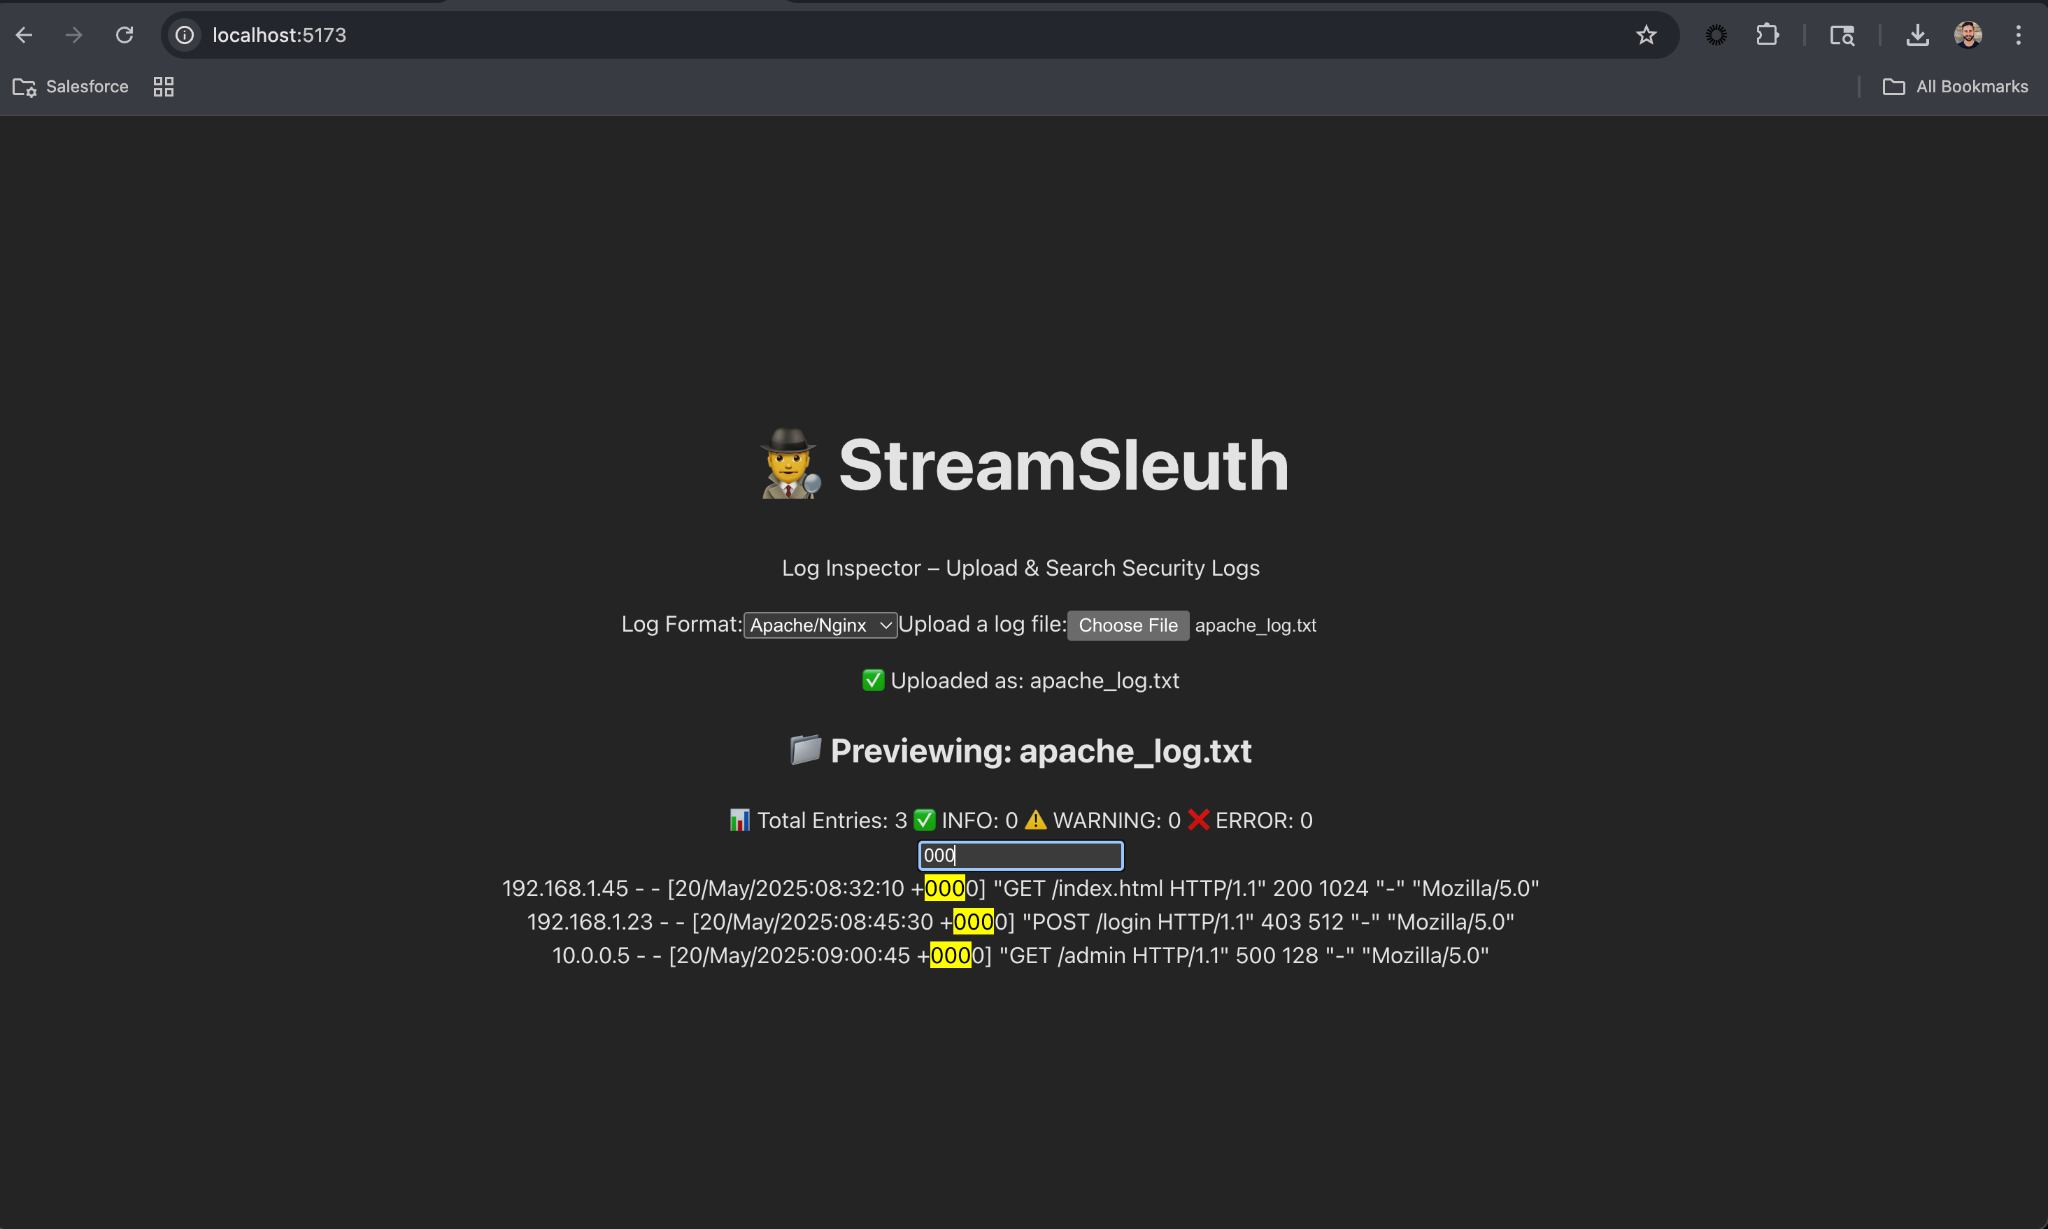 localhost:5173
Salesforce
All Bookmarks
StreamSleuth
Log Inspector – Upload & Search Security Logs
Log Format: Apache/Nginx Upload a log file: Choose File apache_log.txt
Uploaded as: apache_log.txt
Previewing: apache_log.txt
Total Entries: 3 INFO: 0 WARNING: 0 ERROR: 0
000
192.168.1.45 - - [20/May/2025:08:32:10 +0000] "GET /index.html HTTP/1.1" 200 1024 "-" "Mozilla/5.0"
192.168.1.23 - - [20/May/2025:08:45:30 +0000] "POST /login HTTP/1.1" 403 512 "-" "Mozilla/5.0"
10.0.0.5 - - [20/May/2025:09:00:45 +0000] "GET /admin HTTP/1.1" 500 128 "-" "Mozilla/5.0"